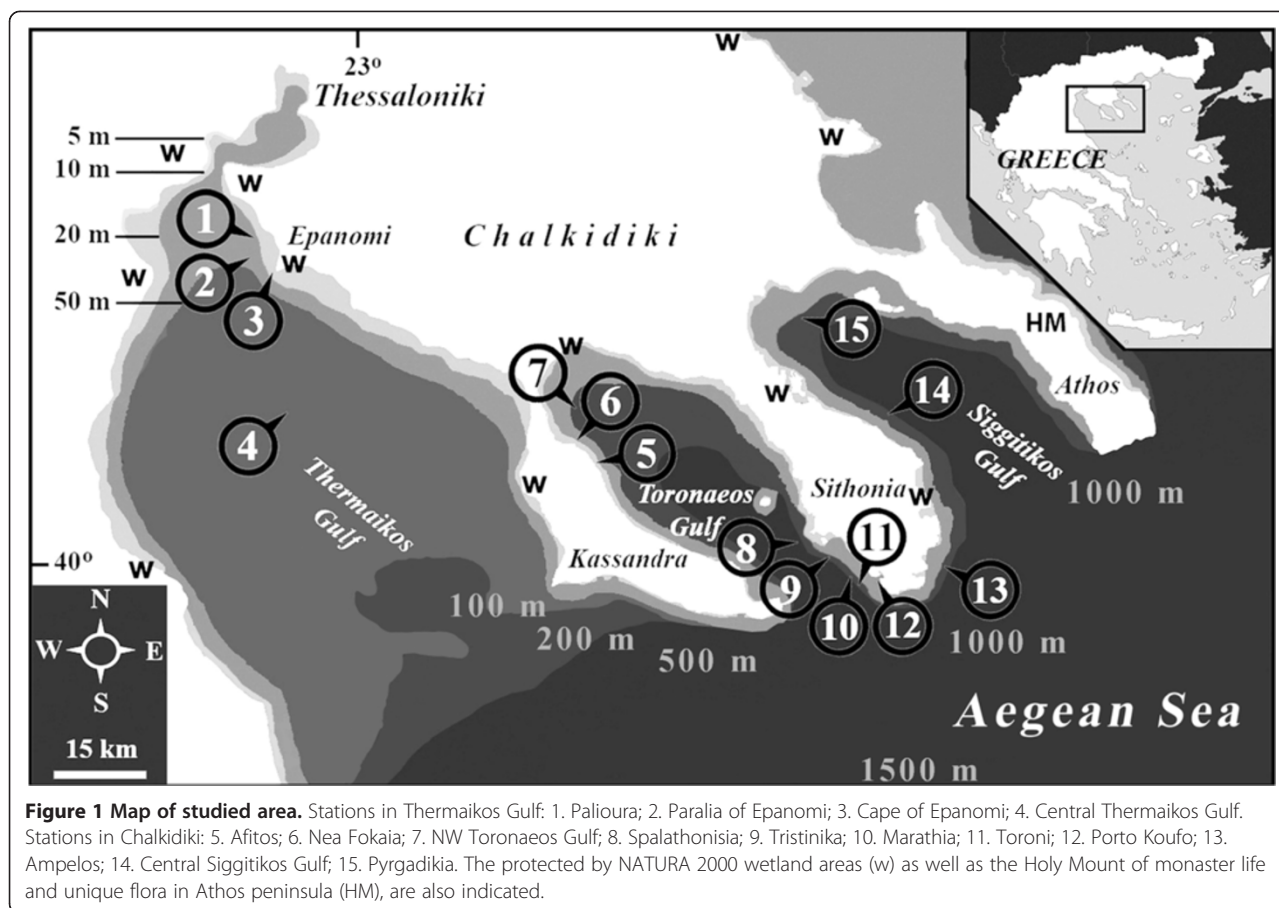 23º
Thessaloniki
5 m
10 m
20 m
50 m
W
W
W
W
W
W
W
W
W
W
W
GREECE
Epanomi
Chalkidiki
1
2
3
4
5
6
7
8
9
10
11
12
13
14
15
HM
Athos
Siggitikos
Gulf
1000 m
Thermaikos
Gulf
Toronaeos
Gulf
Sithonia
Kassandra
40º
100 m
200 m
500 m
1000 m
1500 m
Aegean Sea
N
W E
S
15 km
Figure 1 Map of studied area. Stations in Thermaikos Gulf: 1. Palioura; 2. Paralia of Epanomi; 3. Cape of Epanomi; 4. Central Thermaikos Gulf.
Stations in Chalkidiki: 5. Afitos; 6. Nea Fokaia; 7. NW Toronaeos Gulf; 8. Spalathonisia; 9. Tristinika; 10. Marathia; 11. Toroni; 12. Porto Koufo; 13.
Ampelos; 14. Central Siggitikos Gulf; 15. Pyrgadikia. The protected by NATURA 2000 wetland areas (w) as well as the Holy Mount of monaster life
and unique flora in Athos peninsula (HM), are also indicated.